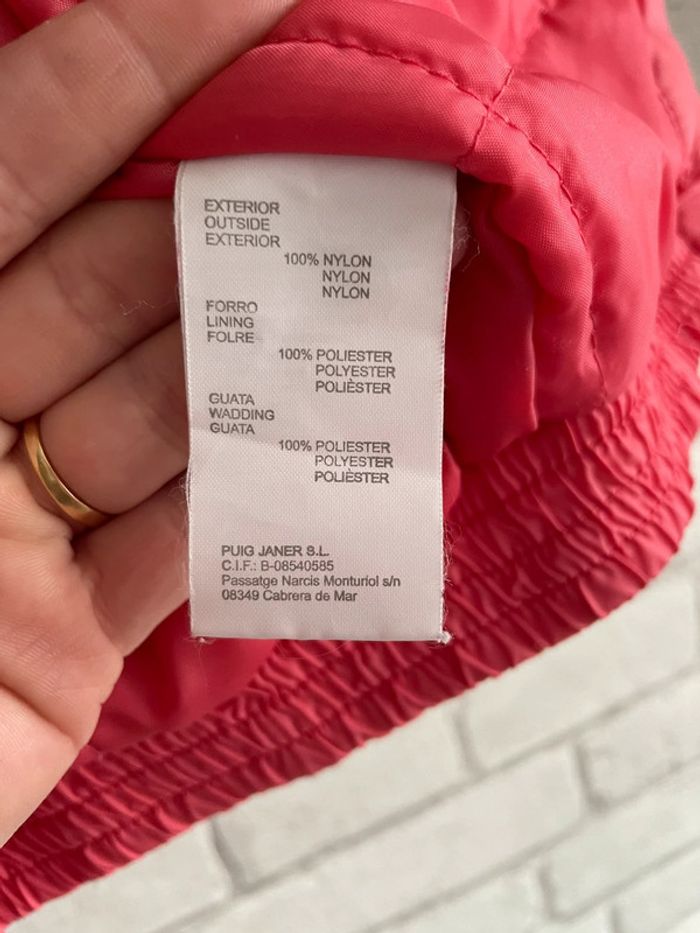 EXTERIOR
OUTSIDE
EXTERIOR
100% NYLON
NYLON
NYLON
FORRO
LINING
FOLRE
100% POLIESTER
POLYESTER
POLIÈSTER
GUATA
WADDING
GUATA
100% POLIESTER
POLYESTER
POLIÈSTER
PUIG JANER S.L.
C.I.F.: B-08540585
Passatge Narcis Monturiol s/n
08349 Cabrera de Mar